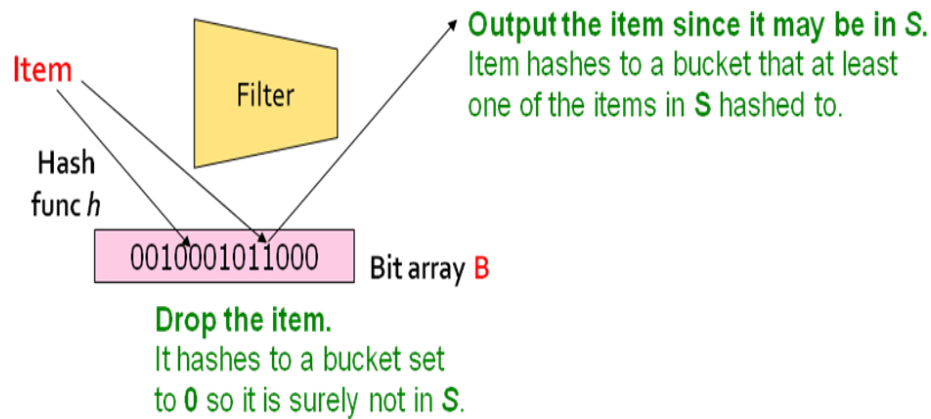 Output the item since it may be in S.
Item hashes to a bucket that at least
one of the items in S hashed to.
Item
Filter
Hash
func h
0010001011000
Bit array B
Drop the item.
It hashes to a bucket set
to 0 so it is surely not in S.